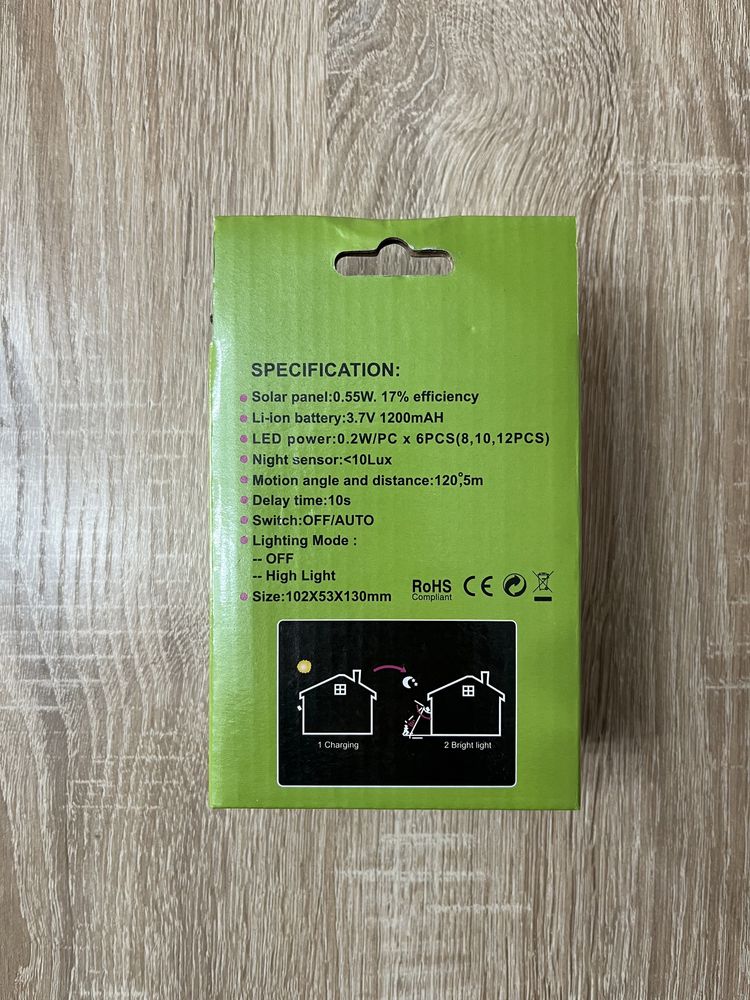 SPECIFICATION:
Solar panel:0.55W. 17% efficiency
Li-ion battery:3.7V 1200mAH
LED power:0.2W/PC x 6PCS(8,10,12PCS)
Night sensor:<10Lux
Motion angle and distance:120°,5m
Delay time:10s
Switch:OFF/AUTO
Lighting Mode :
-- OFF
-- High Light
Size:102X53X130mm
RoHS CE
Compliant
1 Charging
2 Bright light